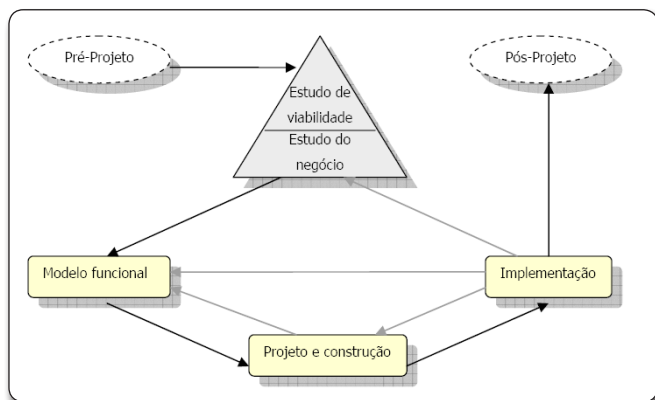 Pré-Projeto
Pós-Projeto
Estudo de
viabilidade
Estudo do
negócio
Modelo funcional
Implementação
Projeto e construção